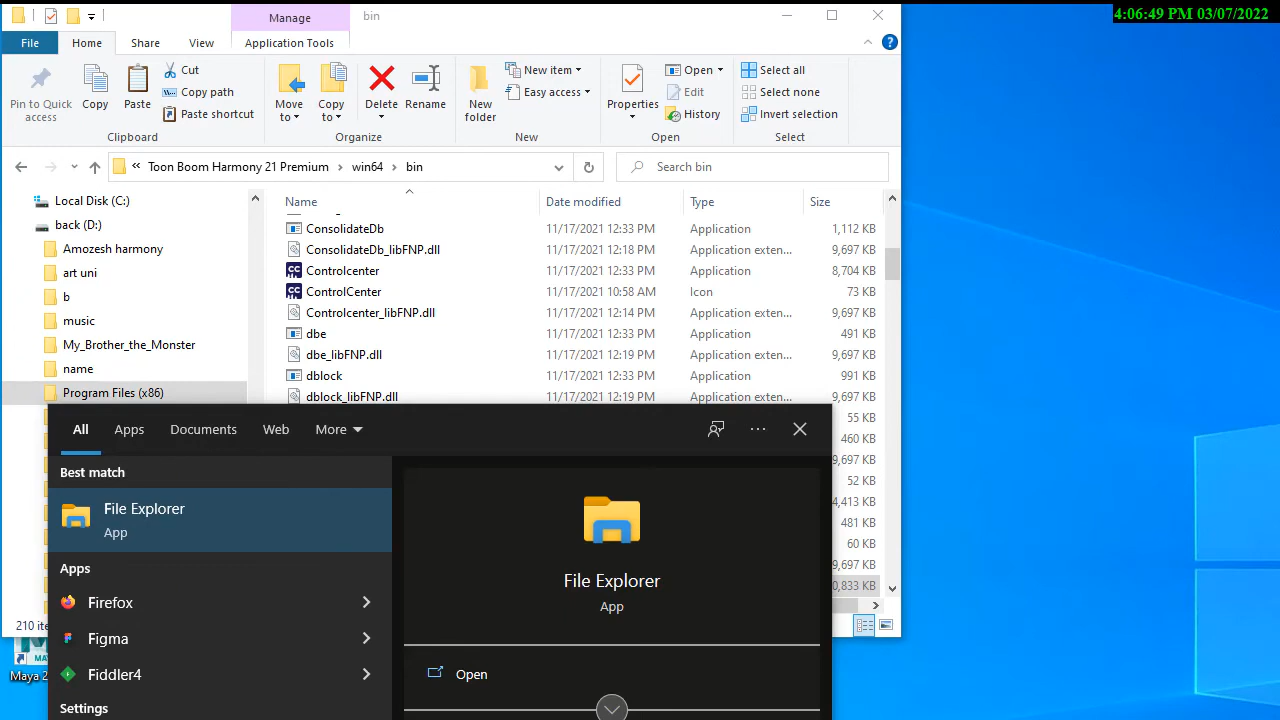 4:06:49 PM 03/07/2022
Manage
bin
File
Home
Share
View
Application Tools
Pin to Quick access
Copy
Paste
Cut
Copy path
Paste shortcut
Clipboard
Move to
Copy to
Delete
Rename
Organize
New folder
New item
Easy access
New
Properties
Open
Edit
History
Open
Select all
Select none
Invert selection
Select
« Toon Boom Harmony 21 Premium > win64 > bin
Search bin
Local Disk (C:)
back (D:)
Amozesh harmony
art uni
b
music
My_Brother_the_Monster
name
Program Files (x86)
Name Date modified Type Size
ConsolidateDb 11/17/2021 12:33 PM Application 1,112 KB
ConsolidateDb_libFNP.dll 11/17/2021 12:18 PM Application exten... 9,697 KB
Controlcenter 11/17/2021 12:33 PM Application 8,704 KB
ControlCenter 11/17/2021 10:58 AM Icon 73 KB
Controlcenter_libFNP.dll 11/17/2021 12:14 PM Application exten... 9,697 KB
dbe 11/17/2021 12:33 PM Application 491 KB
dbe_libFNP.dll 11/17/2021 12:19 PM Application exten... 9,697 KB
dblock 11/17/2021 12:33 PM Application 991 KB
dblock_libFNP.dll 11/17/2021 12:19 PM Application exten... 9,697 KB
55 KB
460 KB
9,697 KB
52 KB
4,413 KB
481 KB
60 KB
9,697 KB
0,833 KB
210 ite
Maya 2
All
Apps
Documents
Web
More
Best match
File Explorer
App
Apps
Firefox
Figma
Fiddler4
Settings
File Explorer
App
Open